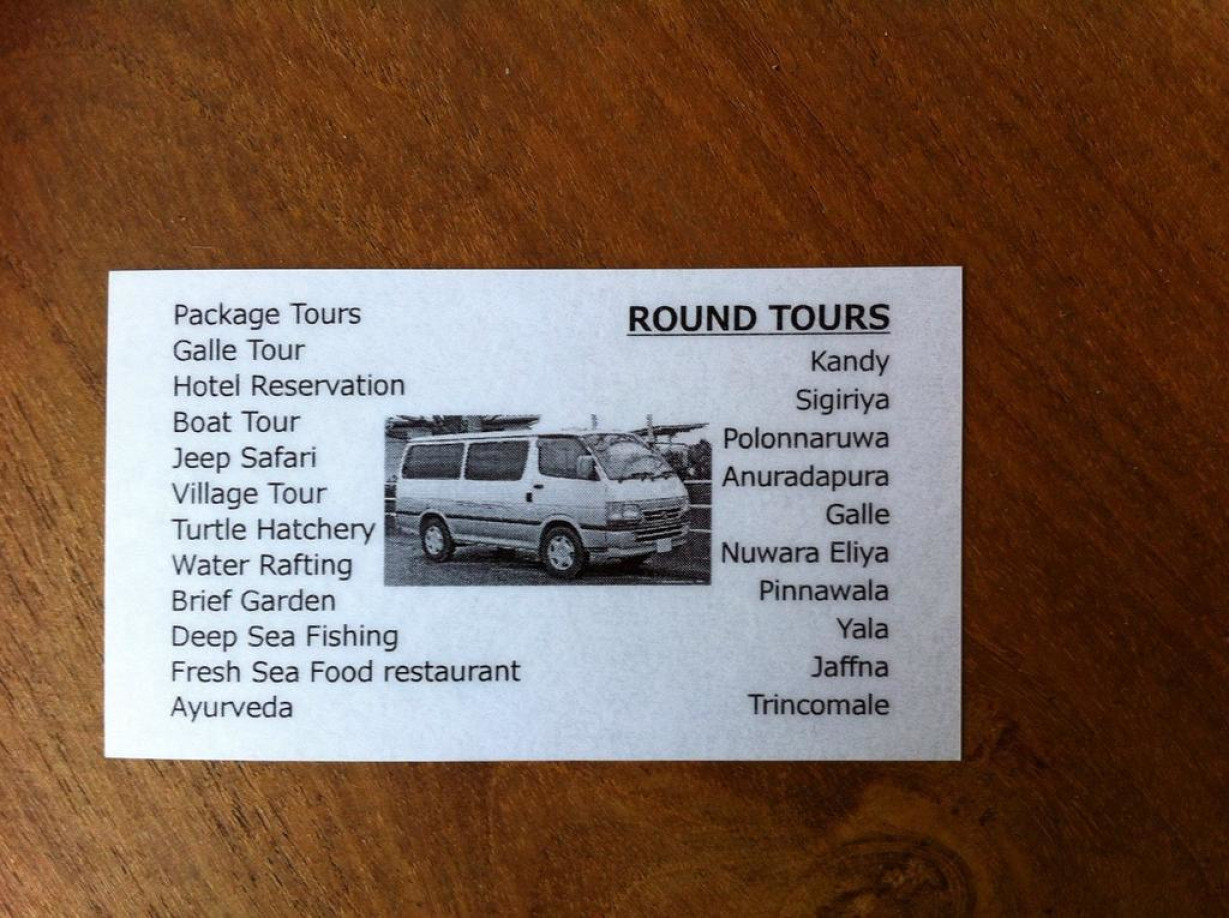 Package Tours
Galle Tour
Hotel Reservation
Boat Tour
Jeep Safari
Village Tour
Turtle Hatchery
Water Rafting
Brief Garden
Deep Sea Fishing
Fresh Sea Food restaurant
Ayurveda
ROUND TOURS
Kandy
Sigiriya
Polonnaruwa
Anuradapura
Galle
Nuwara Eliya
Pinnawala
Yala
Jaffna
Trincomale